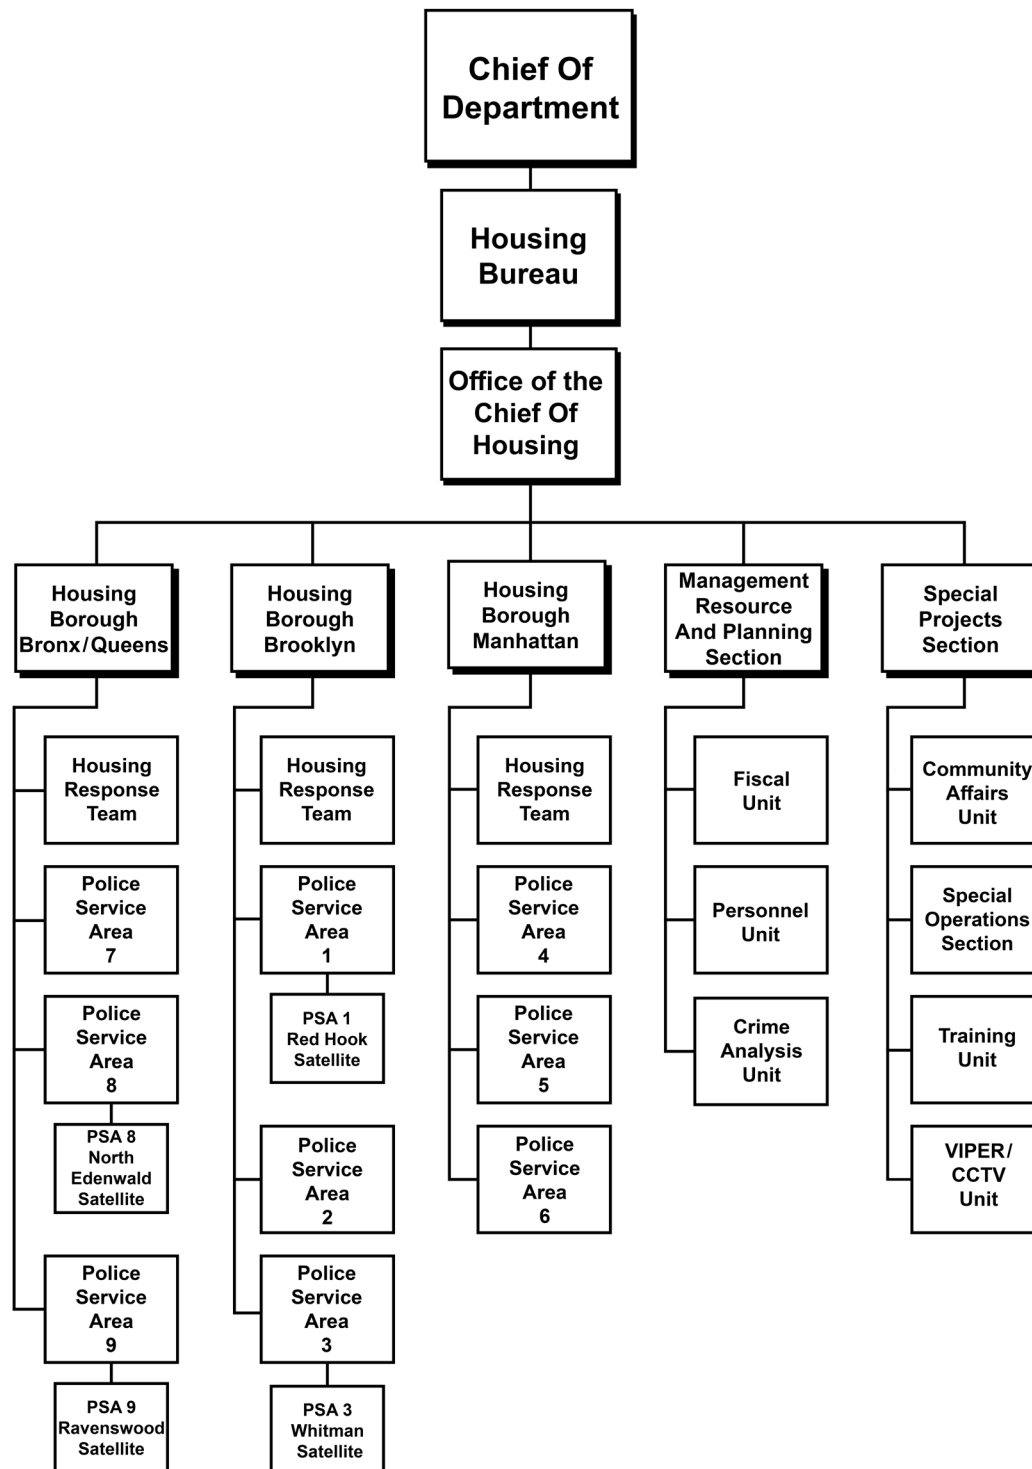 Chief Of
Department
Housing
Bureau
Office of the
Chief Of
Housing
Housing
Borough
Bronx/Queens
Housing
Borough
Brooklyn
Housing
Borough
Manhattan
Management
Resource
And Planning
Section
Special
Projects
Section
Housing
Response
Team
Police
Service
Area
7
Police
Service
Area
8
PSA 8
North
Edenwald
Satellite
Police
Service
Area
9
PSA 9
Ravenswood
Satellite
Housing
Response
Team
Police
Service
Area
1
PSA 1
Red Hook
Satellite
Police
Service
Area
2
Police
Service
Area
3
PSA 3
Whitman
Satellite
Housing
Response
Team
Police
Service
Area
4
Police
Service
Area
5
Police
Service
Area
6
Fiscal
Unit
Personnel
Unit
Crime
Analysis
Unit
Community
Affairs
Unit
Special
Operations
Section
Training
Unit
VIPER/
CCTV
Unit